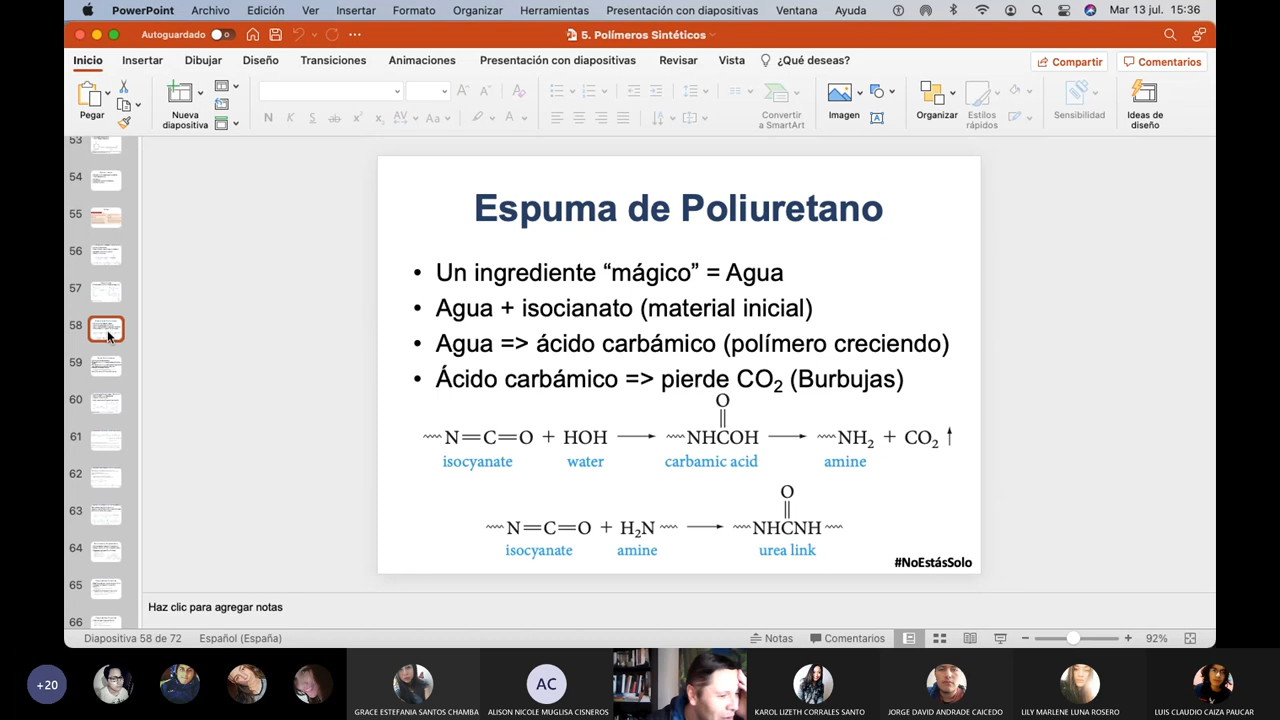 PowerPoint Archivo Edición Ver Insertar Formato Organizar Herramientas Presentación con diapositivas Ventana Ayuda Mar 13 jul. 15:36
Autoguardado 5. Polímeros Sintéticos
Inicio Insertar Dibujar Diseño Transiciones Animaciones Presentación con diapositivas Revisar Vista ¿Qué deseas? Compartir Comentarios
Pegar
Nueva diapositiva
Convertir a SmartArt
Imagen
Organizar
Estilos rápidos
Sensibilidad
Ideas de diseño
53
54
55
56
57
58
59
60
61
62
63
64
65
66
Espuma de Poliuretano
• Un ingrediente “mágico” = Agua
• Agua + isocianato (material inicial)
• Agua => ácido carbámico (polímero creciendo)
• Ácido carbámico => pierde CO2 (Burbujas)
O
N=C=O + HOH NHCOH NH2 + CO2
isocyanate water carbamic acid amine
O
N=C=O + H2N NHCNH
isocyanate amine urea link
#NoEstásSolo
Haz clic para agregar notas
Diapositiva 58 de 72 Español (España) Notas Comentarios 92%
+20
AC
GRACE ESTEFANIA SANTOS CHAMBA ALISON NICOLE MUGLISA CISNEROS KAROL LIZETH CORRALES SANTO JORGE DAVID ANDRADE CAICEDO LILY MARLENE LUNA ROSERO LUIS CLAUDIO CAIZA PAUCAR